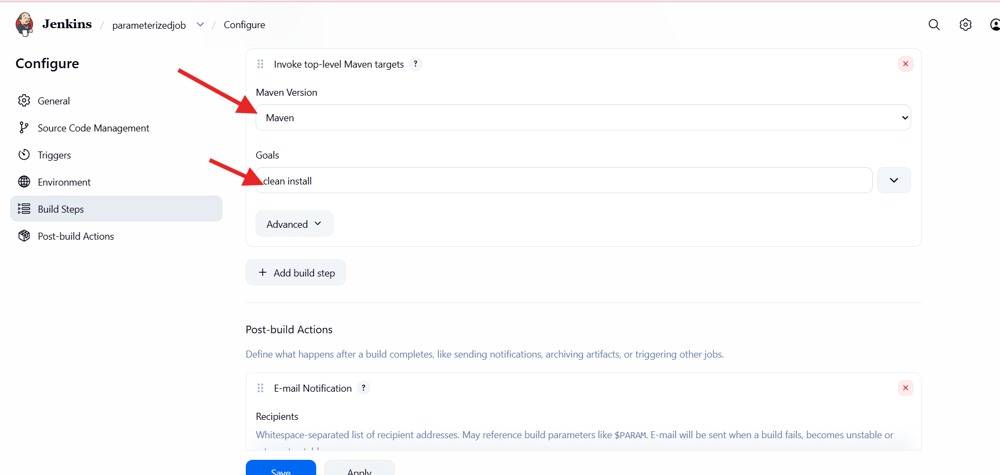 Jenkins / parameterizedjob / Configure
Configure
General
Source Code Management
Triggers
Environment
Build Steps
Post-build Actions
Invoke top-level Maven targets ?
Maven Version
Maven
Goals
clean install
Advanced
+ Add build step
Post-build Actions
Define what happens after a build completes, like sending notifications, archiving artifacts, or triggering other jobs.
E-mail Notification ?
Recipients
Whitespace-separated list of recipient addresses. May reference build parameters like $PARAM. E-mail will be sent when a build fails, becomes unstable or
Save
Apply